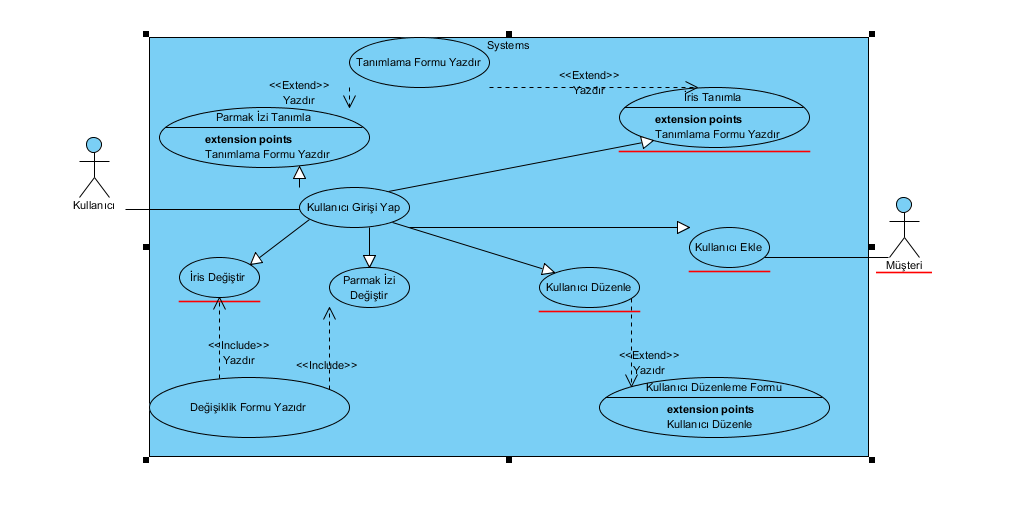 Systems
Tanımlama Formu Yazdır
<<Extend>>
Yazdır
<<Extend>>
Yazdır
Parmak İzi Tanımla
extension points
Tanımlama Formu Yazdır
İris Tanımla
extension points
Tanımlama Formu Yazdır
Kullanıcı
Kullanıcı Girişi Yap
Kullanıcı Ekle
Müşteri
İris Değiştir
Parmak İzi
Değiştir
Kullanıcı Düzenle
<<Include>>
Yazdır
<<Include>>
<<Extend>>
Yazıdr
Değişiklik Formu Yazıdr
Kullanıcı Düzenleme Formu
extension points
Kullanıcı Düzenle